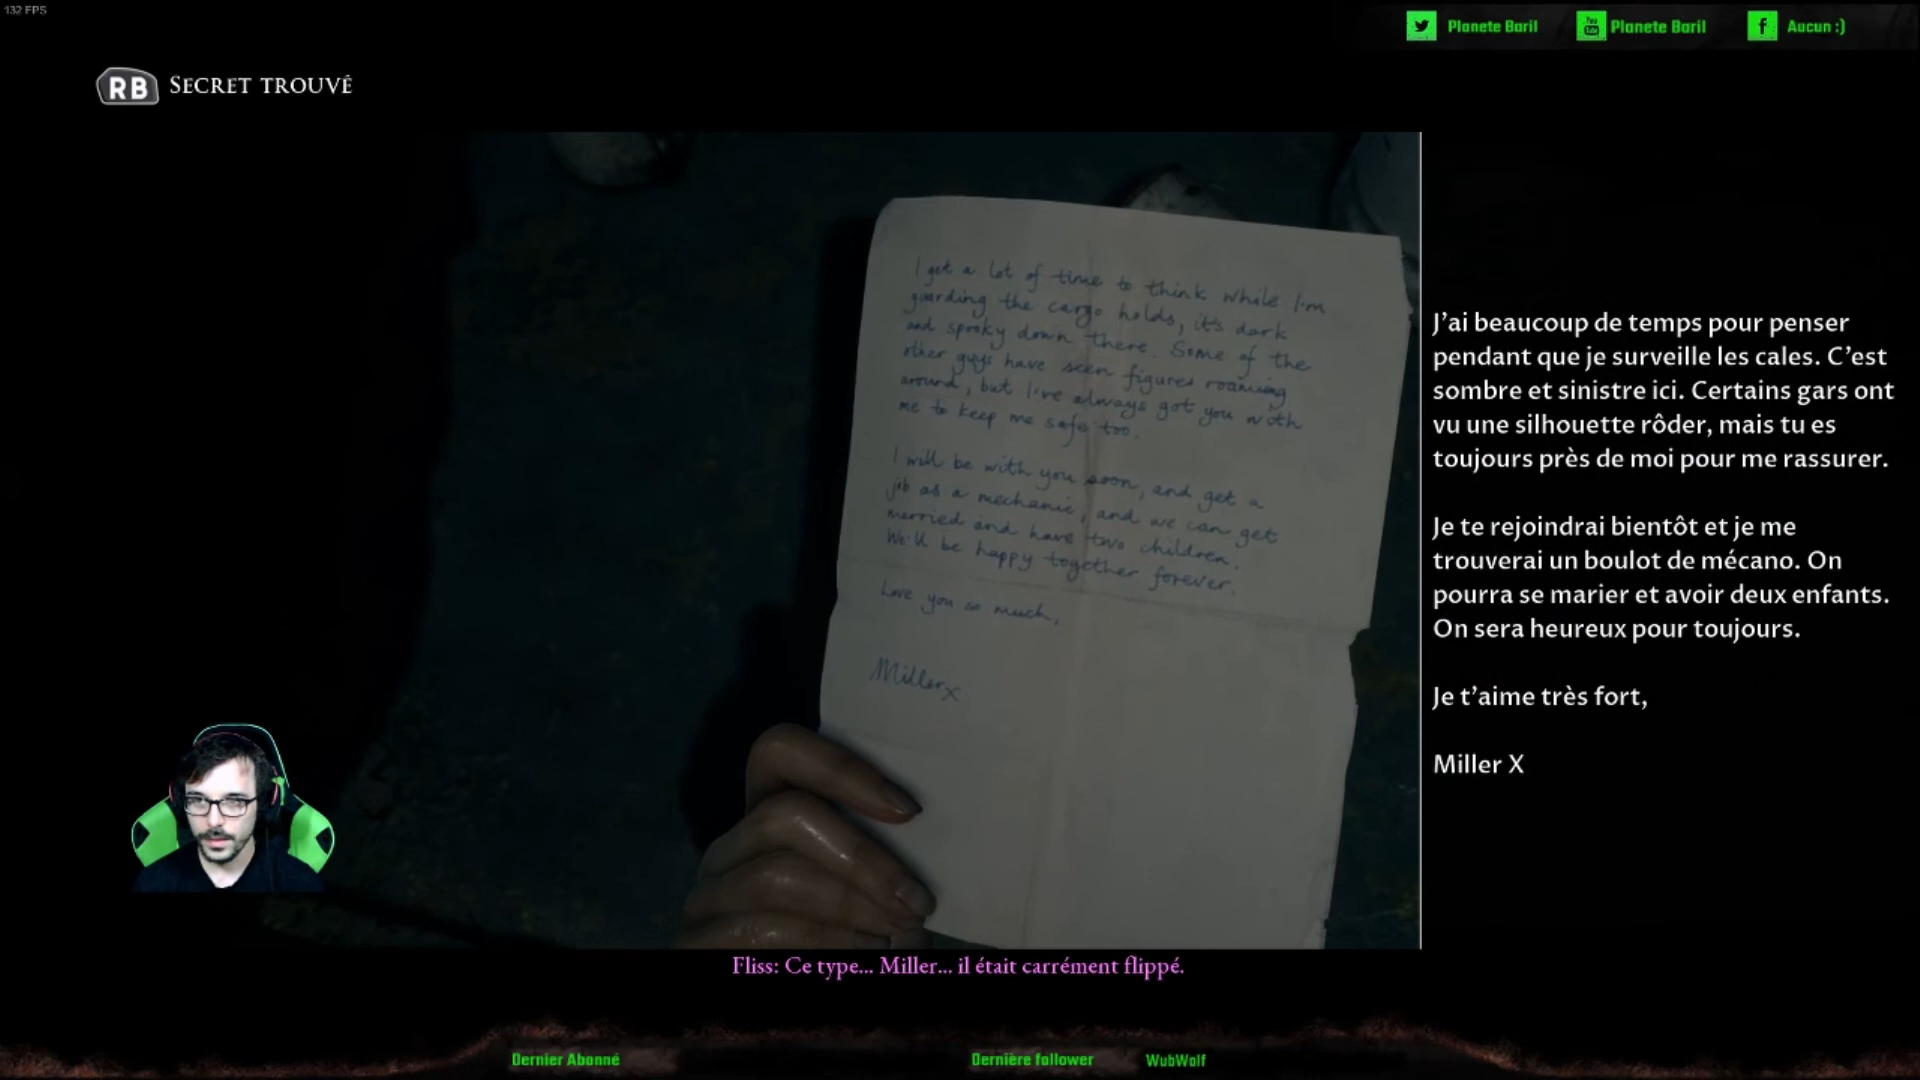 132 FPS
Planete Baril
You Tube
Planete Baril
f
Aucun :)
RB
SECRET TROUVÉ
I get a lot of time to think while I'm
guarding the cargo holds, it's dark
and spooky down there. Some of the
other guys have seen figures roaming
around, but I've always got you with
me to keep me safe too.
I will be with you soon, and get a
job as a mechanic, and we can get
married and have two children.
We'll be happy together forever.
Love you so much,
Miller x
J'ai beaucoup de temps pour penser
pendant que je surveille les cales. C'est
sombre et sinistre ici. Certains gars ont
vu une silhouette rôder, mais tu es
toujours près de moi pour me rassurer.
Je te rejoindrai bientôt et je me
trouverai un boulot de mécano. On
pourra se marier et avoir deux enfants.
On sera heureux pour toujours.
Je t'aime très fort,
Miller X
Fliss: Ce type... Miller... il était carrément flippé.
Dernier Abonné
Dernière follower
WubWolf